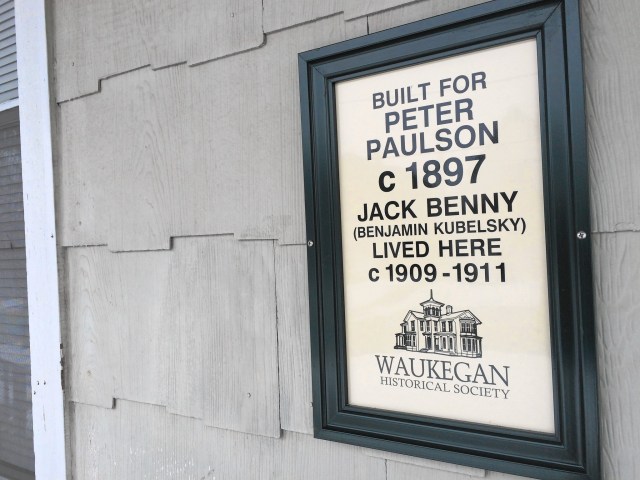 BUILT FOR
PETER
PAULSON
c 1897
JACK BENNY
(BENJAMIN KUBELSKY)
LIVED HERE
c 1909 - 1911
WAUKEGAN
HISTORICAL SOCIETY